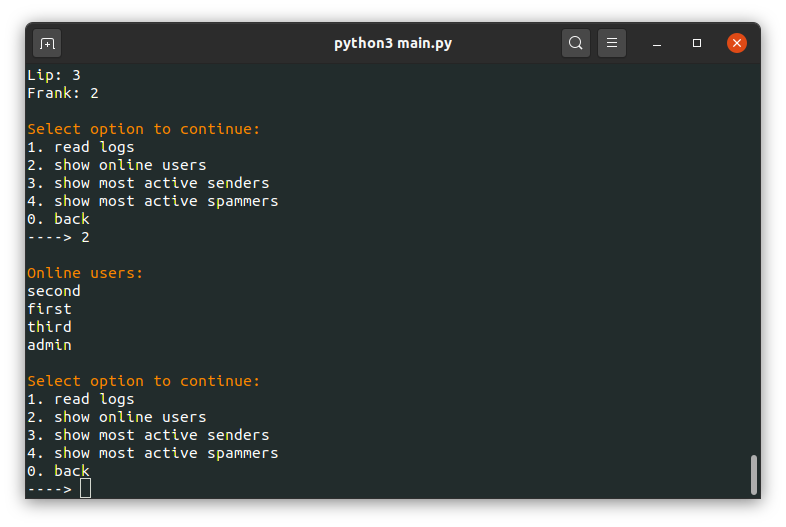 python3 main.py
Lip: 3
Frank: 2
Select option to continue:
1. read logs
2. show online users
3. show most active senders
4. show most active spammers
0. back
----> 2
Online users:
second
first
third
admin
Select option to continue:
1. read logs
2. show online users
3. show most active senders
4. show most active spammers
0. back
---->